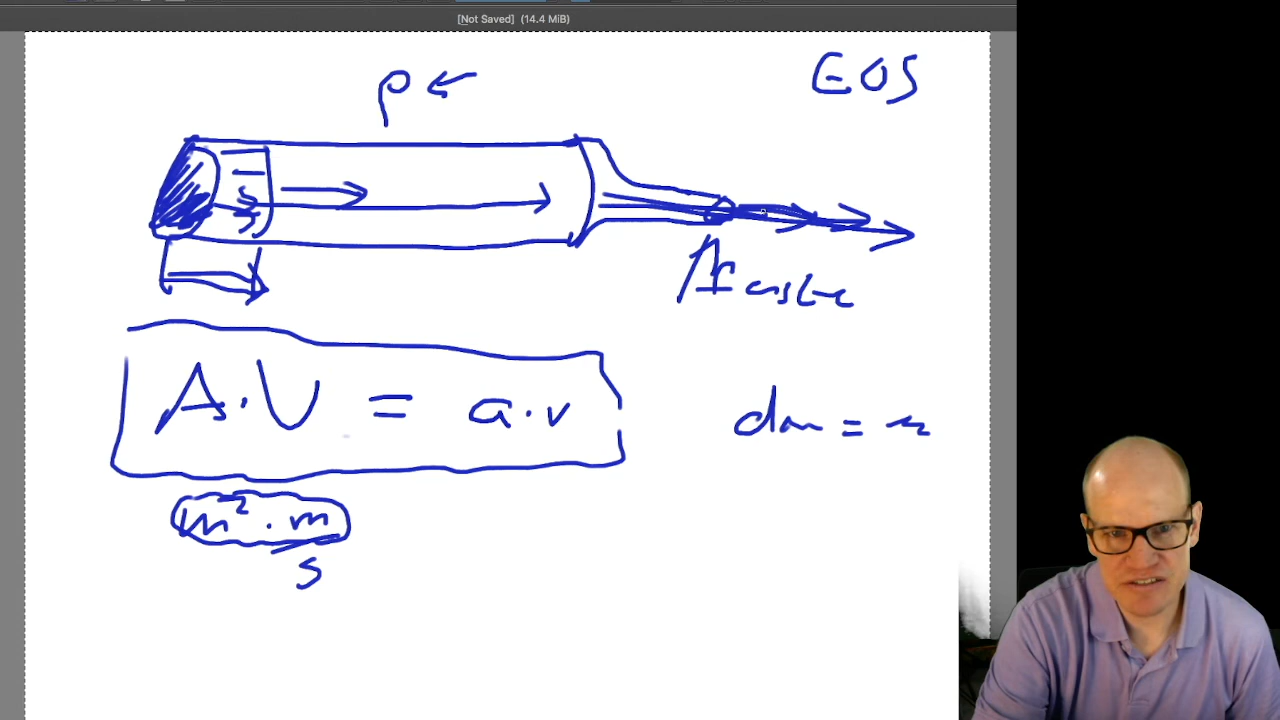 [Not Saved] (14.4 MiB)
ρ ← EOS
A · V = a · v
dm =
m² · m
s